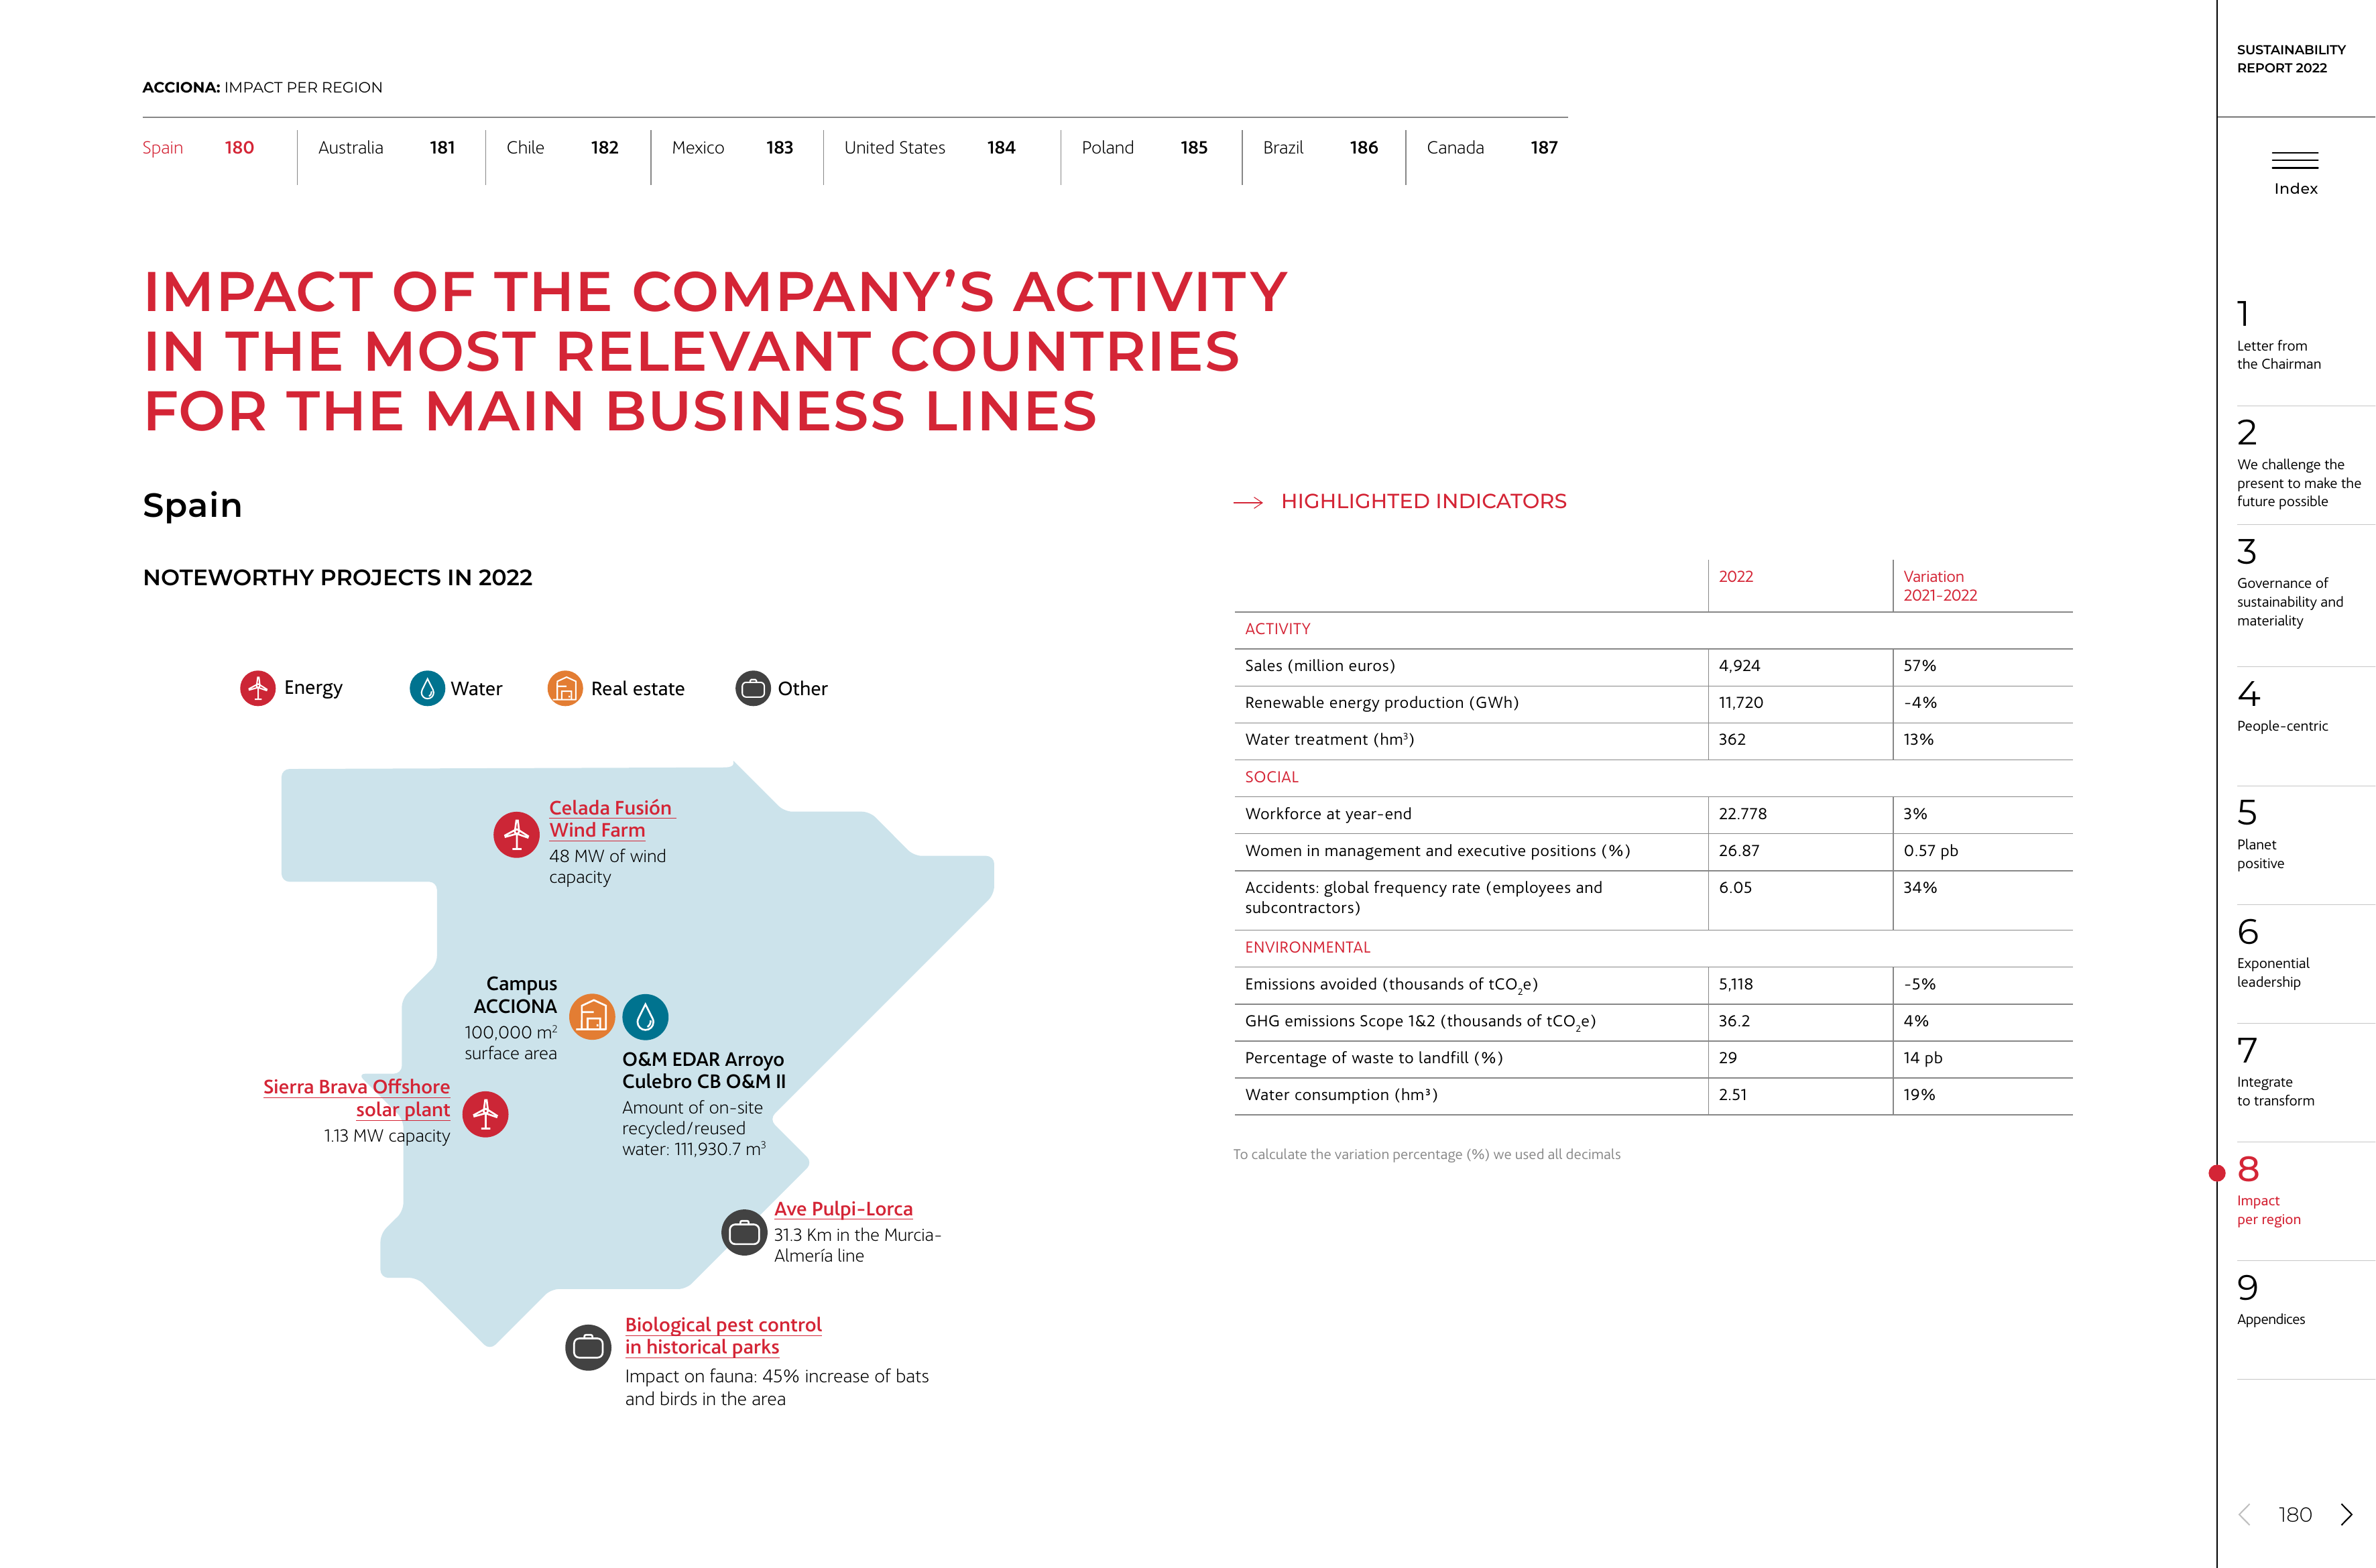 ACCIONA: IMPACT PER REGION
Spain 180 Australia 181 Chile 182 Mexico 183 United States 184 Poland 185 Brazil 186 Canada 187
IMPACT OF THE COMPANY’S ACTIVITY
IN THE MOST RELEVANT COUNTRIES
FOR THE MAIN BUSINESS LINES
Spain
NOTEWORTHY PROJECTS IN 2022
Energy Water Real estate Other
Celada Fusión
Wind Farm
48 MW of wind
capacity
Campus
ACCIONA
100,000 m²
surface area
O&M EDAR Arroyo
Culebro CB O&M II
Amount of on-site
recycled/reused
water: 111,930.7 m³
Sierra Brava Offshore
solar plant
1.13 MW capacity
Ave Pulpi-Lorca
31.3 Km in the Murcia-
Almería line
Biological pest control
in historical parks
Impact on fauna: 45% increase of bats
and birds in the area
→ HIGHLIGHTED INDICATORS
2022 Variation
2021-2022
ACTIVITY
Sales (million euros) 4,924 57%
Renewable energy production (GWh) 11,720 -4%
Water treatment (hm³) 362 13%
SOCIAL
Workforce at year-end 22.778 3%
Women in management and executive positions (%) 26.87 0.57 pb
Accidents: global frequency rate (employees and 6.05 34%
subcontractors)
ENVIRONMENTAL
Emissions avoided (thousands of tCO₂e) 5,118 -5%
GHG emissions Scope 1&2 (thousands of tCO₂e) 36.2 4%
Percentage of waste to landfill (%) 29 14 pb
Water consumption (hm³) 2.51 19%
To calculate the variation percentage (%) we used all decimals
SUSTAINABILITY
REPORT 2022
Index
1
Letter from
the Chairman
2
We challenge the
present to make the
future possible
3
Governance of
sustainability and
materiality
4
People-centric
5
Planet
positive
6
Exponential
leadership
7
Integrate
to transform
8
Impact
per region
9
Appendices
180